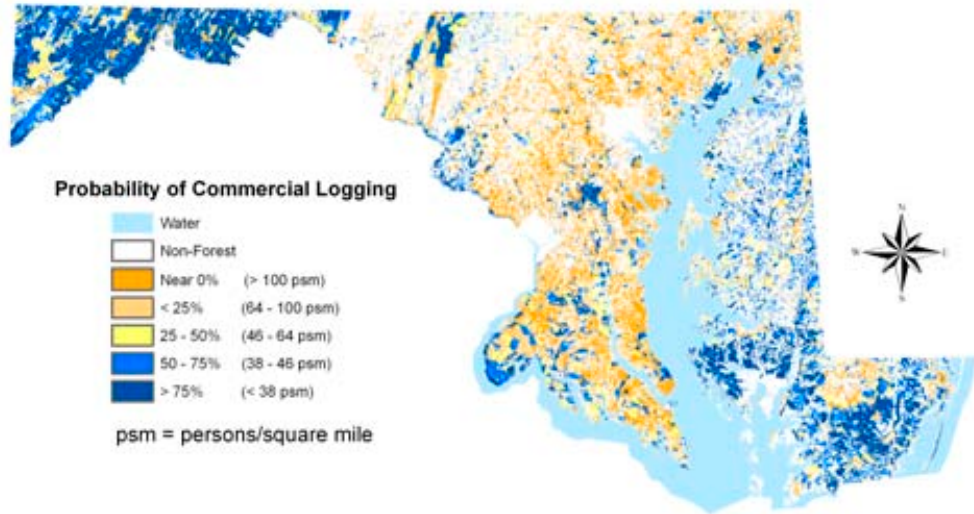 Probability of Commercial Logging
Water
Non-Forest
Near 0% (> 100 psm)
< 25% (64 - 100 psm)
25 - 50% (46 - 64 psm)
50 - 75% (38 - 46 psm)
> 75% (< 38 psm)
psm = persons/square mile
N
W E
S